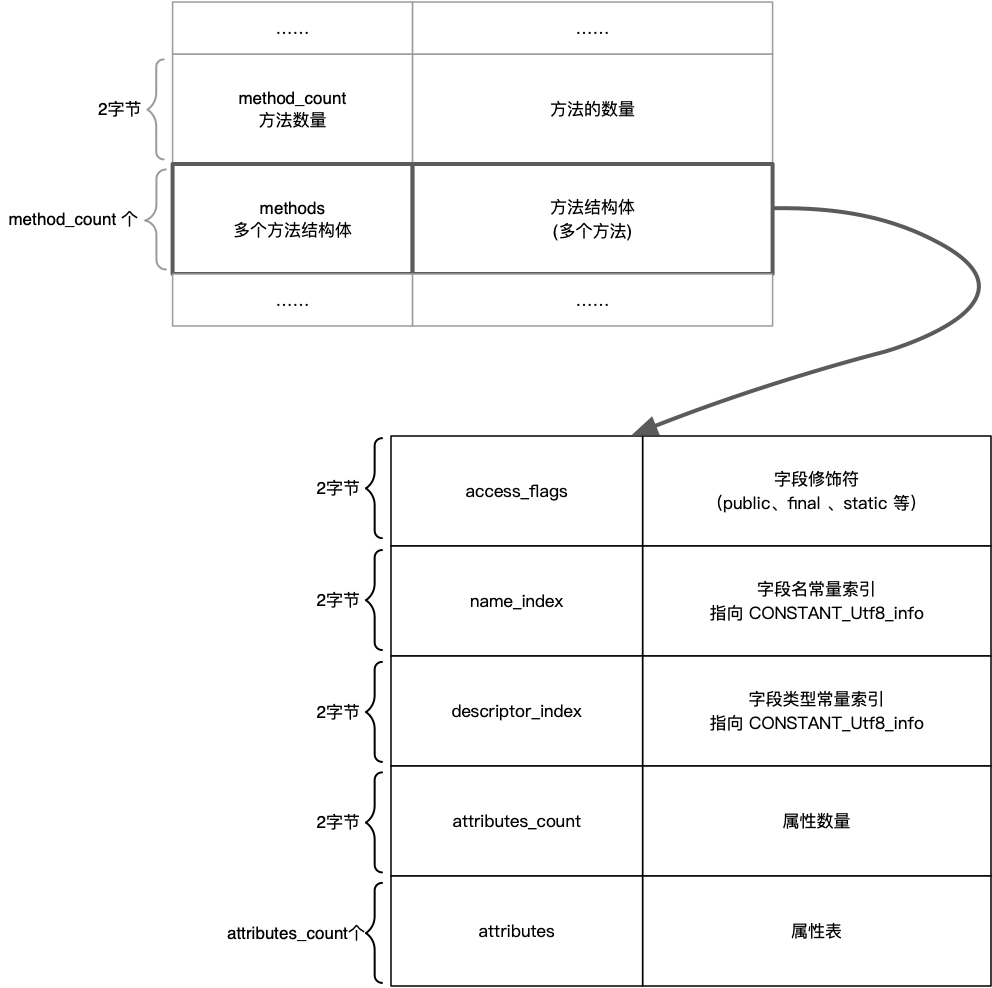 ......
......
2字节
method_count
方法数量
方法的数量
method_count 个
methods
多个方法结构体
方法结构体
(多个方法)
......
......
2字节
access_flags
字段修饰符
（public、final 、static 等）
2字节
name_index
字段名常量索引
指向 CONSTANT_Utf8_info
2字节
descriptor_index
字段类型常量索引
指向 CONSTANT_Utf8_info
2字节
attributes_count
属性数量
attributes_count个
attributes
属性表